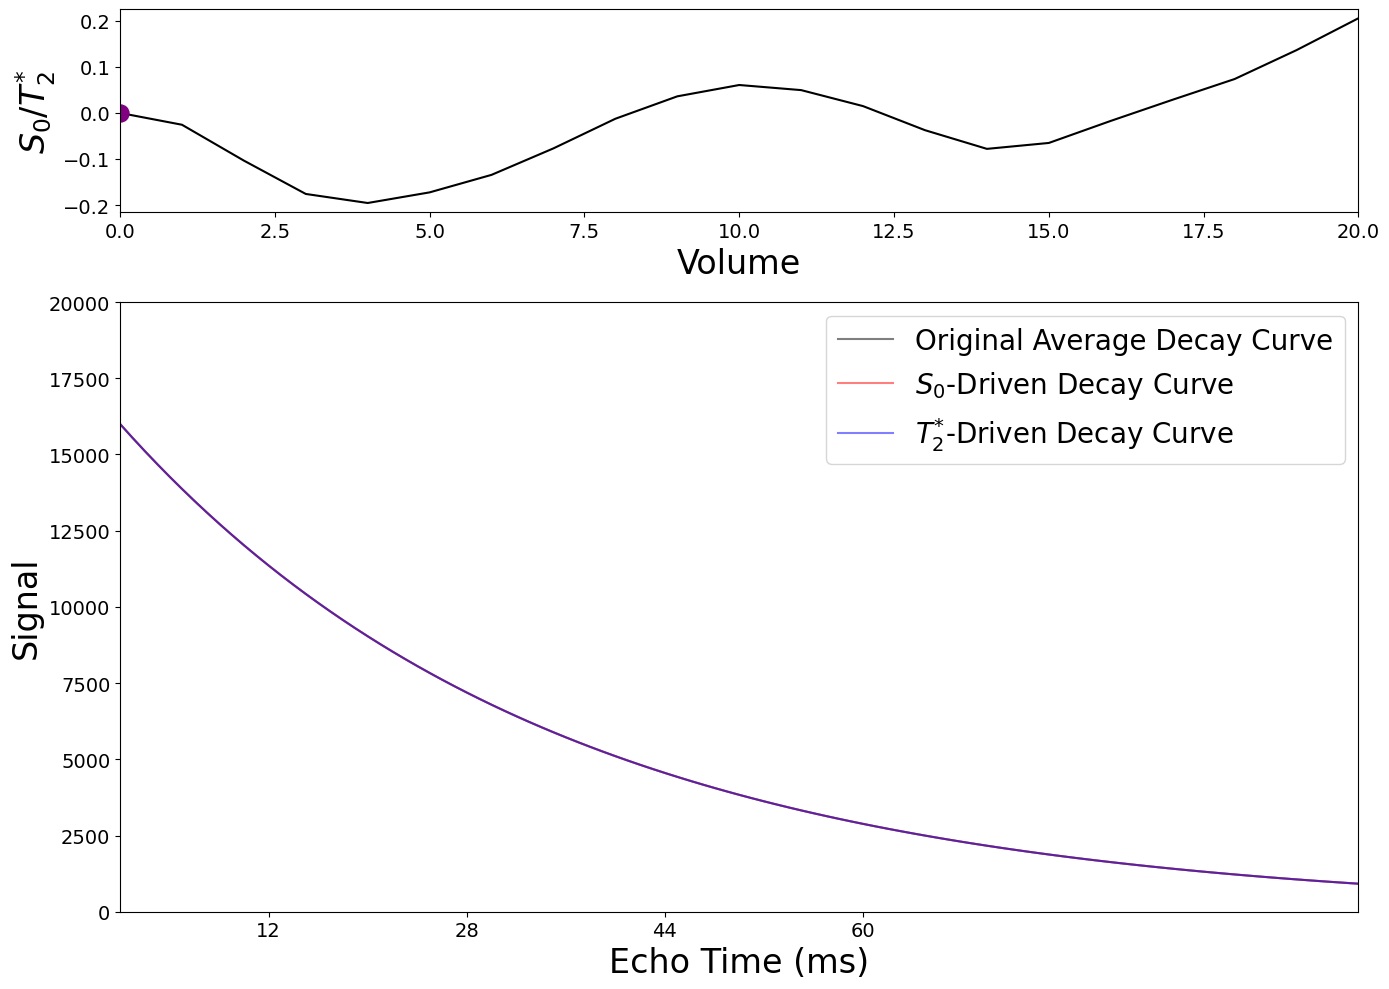 0.2
0.1
0.0
−0.1
−0.2
S₀/T₂*
0.0 2.5 5.0 7.5 10.0 12.5 15.0 17.5 20.0
Volume
20000
17500
15000
12500
10000
7500
5000
2500
0
Signal
Original Average Decay Curve
S₀-Driven Decay Curve
T₂*-Driven Decay Curve
12 28 44 60
Echo Time (ms)